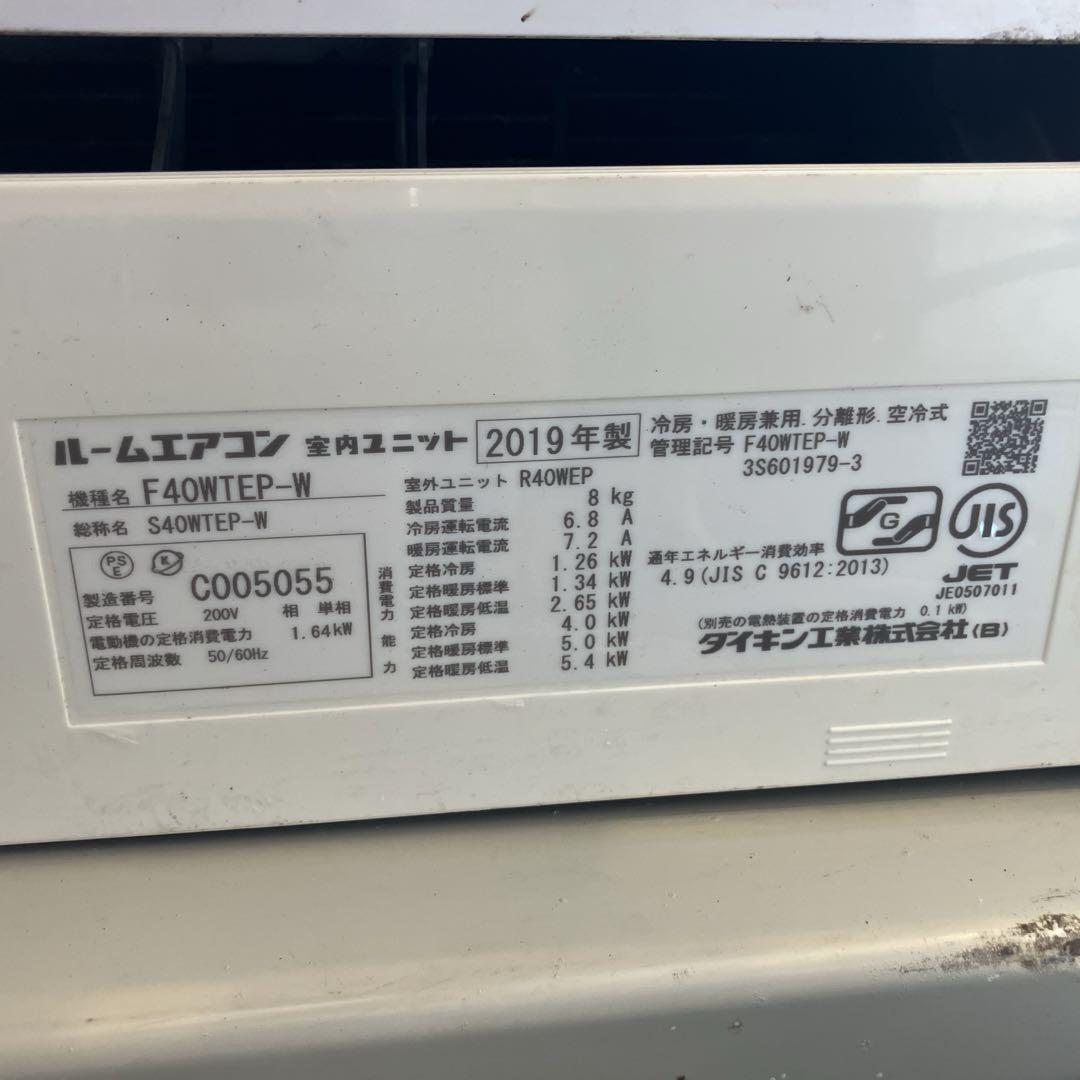 ルームエアコン 室内ユニット 2019年製
機種名 F40WTEP-W
総称名 S40WTEP-W
PS
E
K
製造番号 C005055
定格電圧 200V 相 単相
電動機の定格消費電力 1.64kW
定格周波数 50/60Hz
室外ユニット R40WEP
製品質量 8 kg
冷房運転電流 6.8 A
暖房運転電流 7.2 A
消費電力
定格冷房 1.26 kW
定格暖房標準 1.34 kW
定格暖房低温 2.65 kW
能力
定格冷房 4.0 kW
定格暖房標準 5.0 kW
定格暖房低温 5.4 kW
冷房・暖房兼用.分離形.空冷式
管理記号 F40WTEP-W
3S601979-3
G
JIS
通年エネルギー消費効率
4.9(JIS C 9612:2013)
JET
JE0507011
(別売の電熱装置の定格消費電力 0.1 kW)
ダイキン工業株式会社(B)